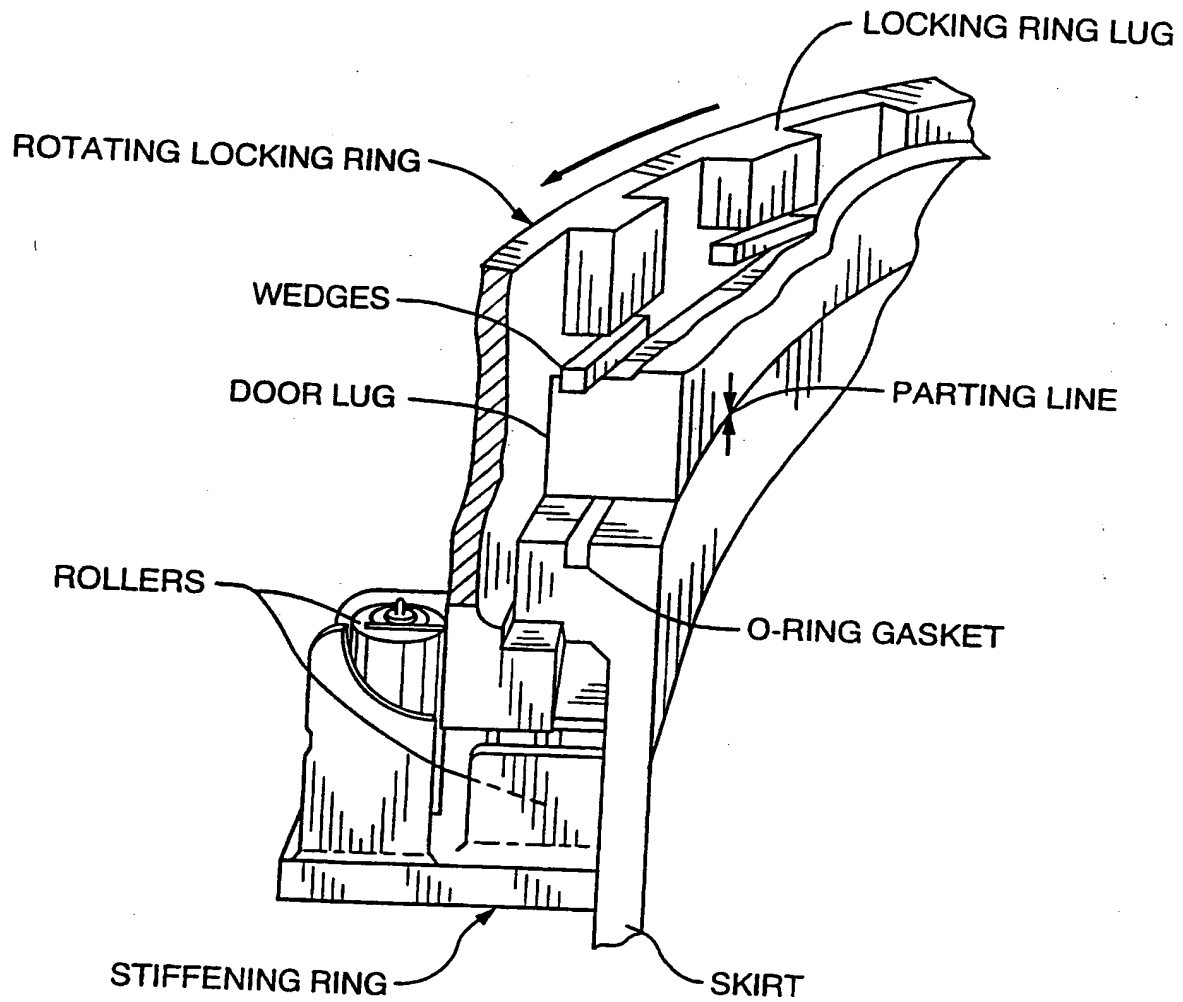 LOCKING RING LUG
ROTATING LOCKING RING
WEDGES
DOOR LUG
PARTING LINE
ROLLERS
O-RING GASKET
STIFFENING RING
SKIRT